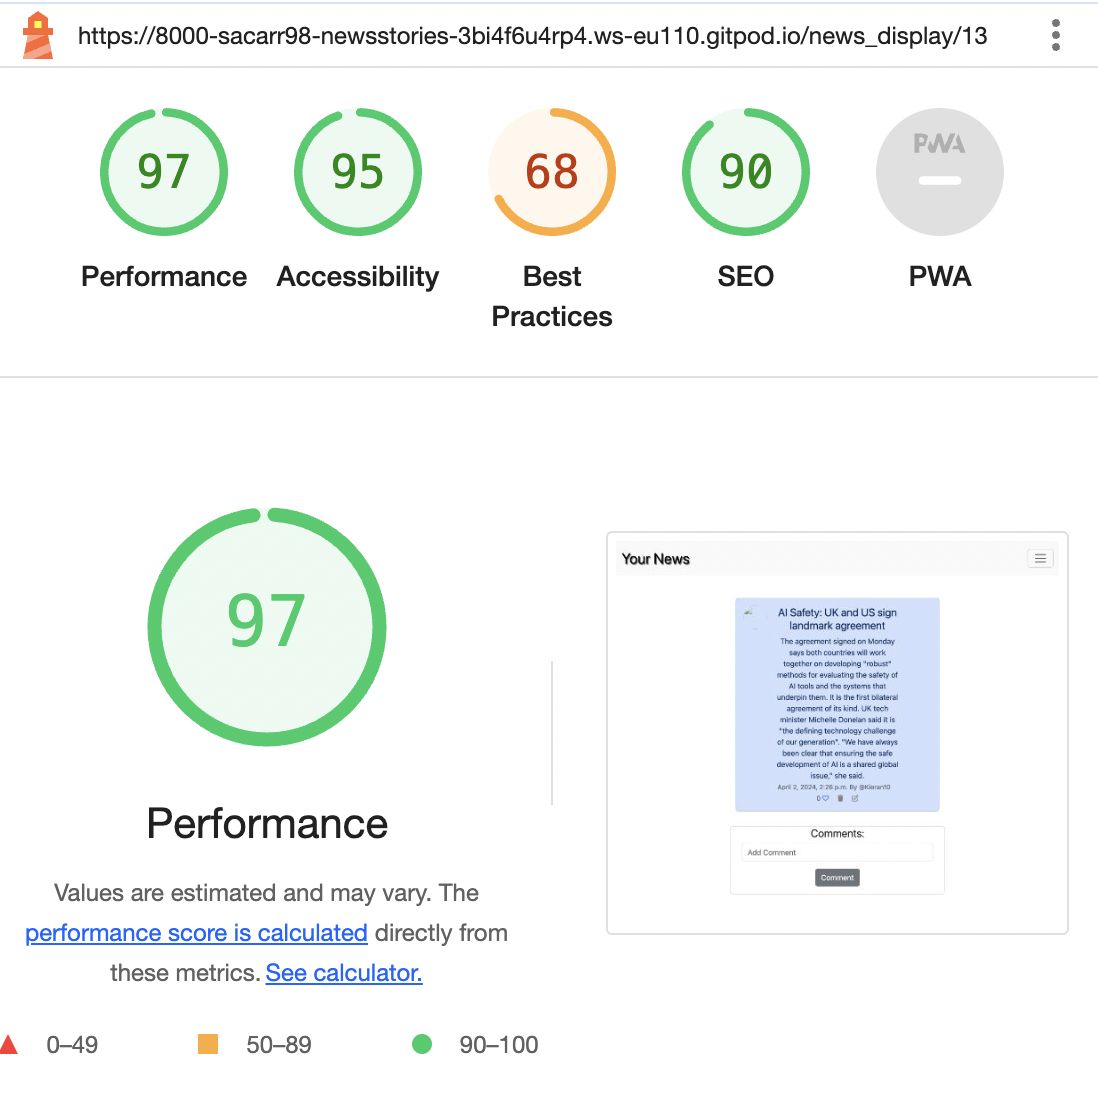 https://8000-sacarr98-newsstories-3bi4f6u4rp4.ws-eu110.gitpod.io/news_display/13
97
95
68
90
PWA
Performance
Accessibility
Best
Practices
SEO
PWA
97
Performance
Values are estimated and may vary. The
performance score is calculated directly from
these metrics. See calculator.
0–49
50–89
90–100
Your News
AI Safety: UK and US sign
landmark agreement
The agreement signed on Monday
says both countries will work
together on developing "robust"
methods for evaluating the safety of
AI tools and the systems that
underpin them. It is the first bilateral
agreement of its kind. UK tech
minister Michelle Donelan said it is
"the defining technology challenge
of our generation". "We have always
been clear that ensuring the safe
development of AI is a shared global
issue," she said.
April 2, 2024, 2:26 p.m. By @Kieran10
0
Comments:
Add Comment
Comment